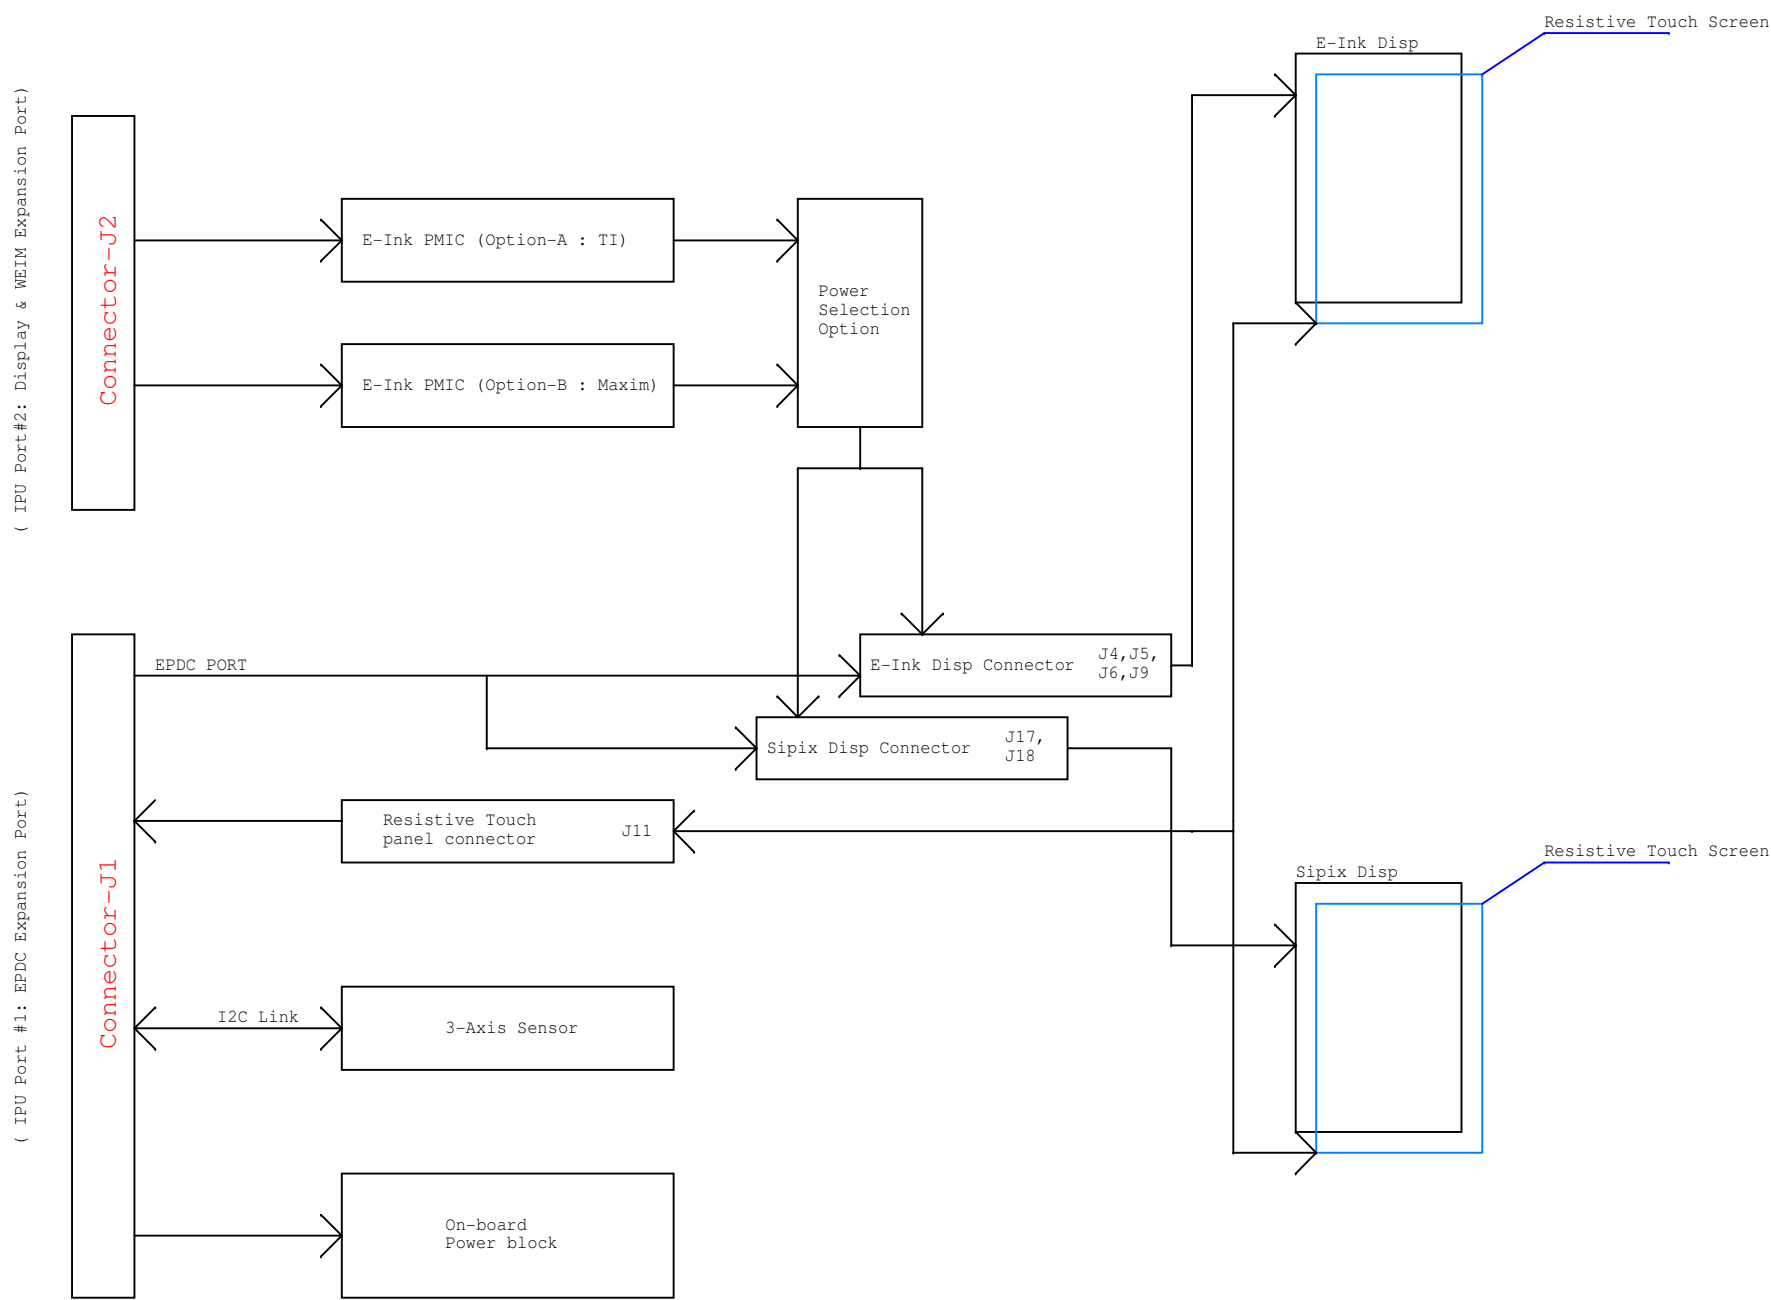 Resistive Touch Screen
E-Ink Disp
( IPU Port#2: Display & WEIM Expansion Port)
Connector-J2
E-Ink PMIC (Option-A : TI)
Power
Selection
Option
E-Ink PMIC (Option-B : Maxim)
EPDC PORT
E-Ink Disp Connector
J4,J5,
J6,J9
Sipix Disp Connector
J17,
J18
( IPU Port #1: EPDC Expansion Port)
Connector-J1
Resistive Touch
panel connector
J11
Resistive Touch Screen
Sipix Disp
I2C Link
3-Axis Sensor
On-board
Power block